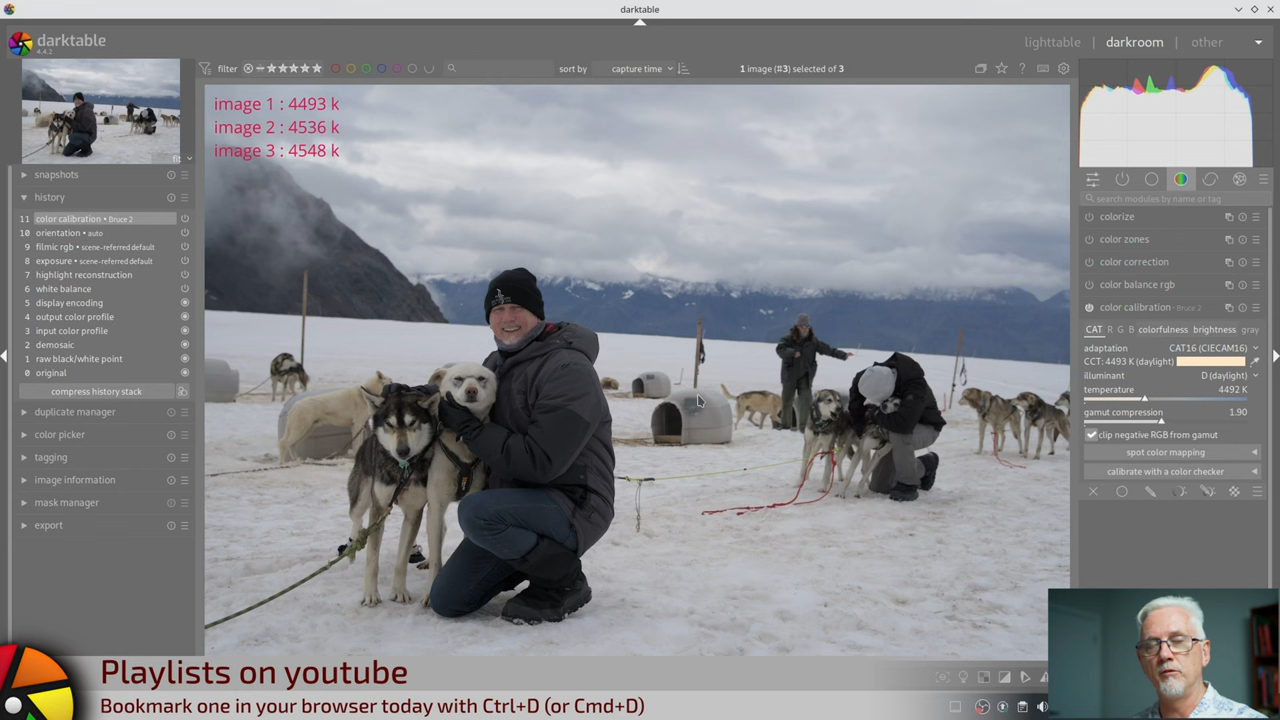 darktable
darktable
4.4.2
lighttable | darkroom | other
filter
sort by capture time
1 image (#3) selected of 3
image 1 : 4493 k
image 2 : 4536 k
image 3 : 4548 k
fit
snapshots
history
11 color calibration • Bruce 2
10 orientation • auto
9 filmic rgb • scene-referred default
8 exposure • scene-referred default
7 highlight reconstruction
6 white balance
5 display encoding
4 output color profile
3 input color profile
2 demosaic
1 raw black/white point
0 original
compress history stack
duplicate manager
color picker
tagging
image information
mask manager
export
search modules by name or tag
colorize
color zones
color correction
color balance rgb
color calibration • Bruce 2
CAT R G B colorfulness brightness gray
adaptation CAT16 (CIECAM16)
CCT: 4493 K (daylight)
illuminant D (daylight)
temperature 4492 K
gamut compression 1.90
clip negative RGB from gamut
spot color mapping
calibrate with a color checker
Playlists on youtube
Bookmark one in your browser today with Ctrl+D (or Cmd+D)